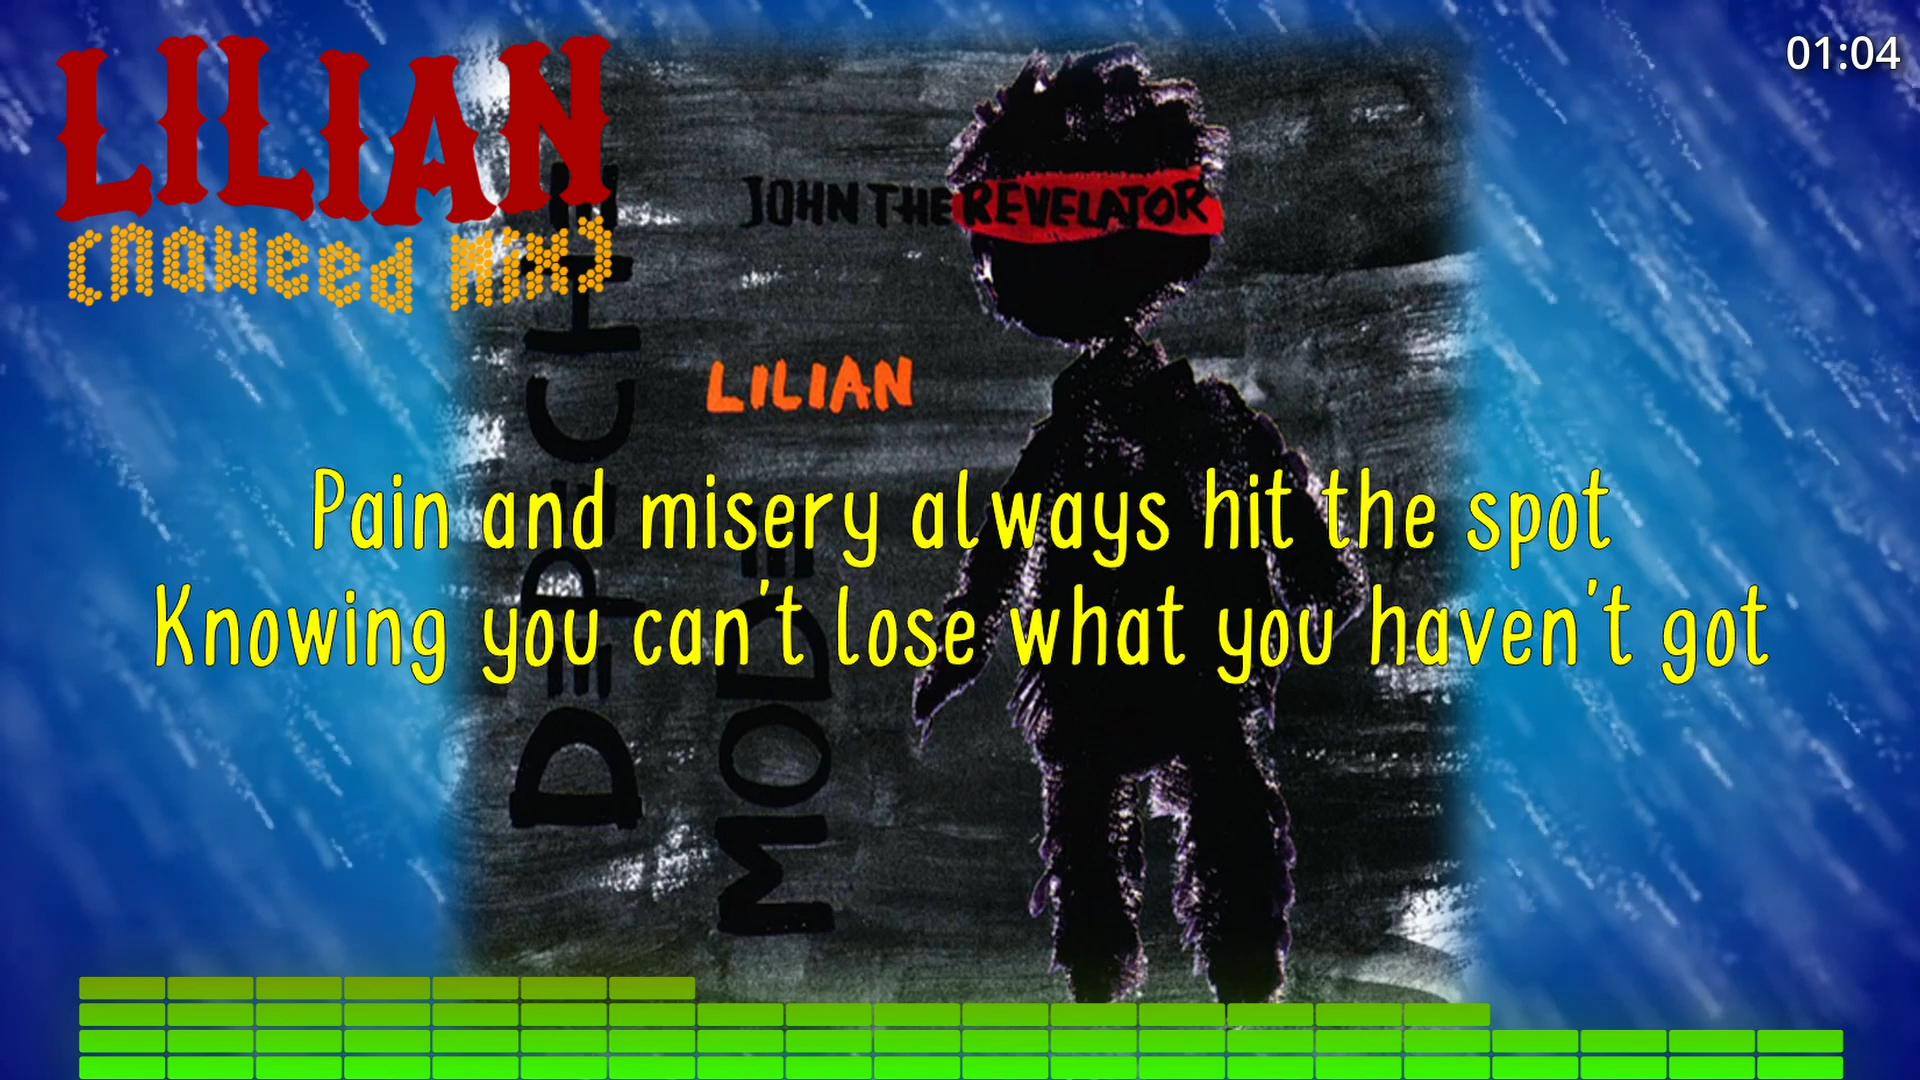 LILIAN
(Naweed Mix)
01:04
JOHN THE REVELATOR
LILIAN
DEPECHE
MODE
Pain and misery always hit the spot
Knowing you can't lose what you haven't got